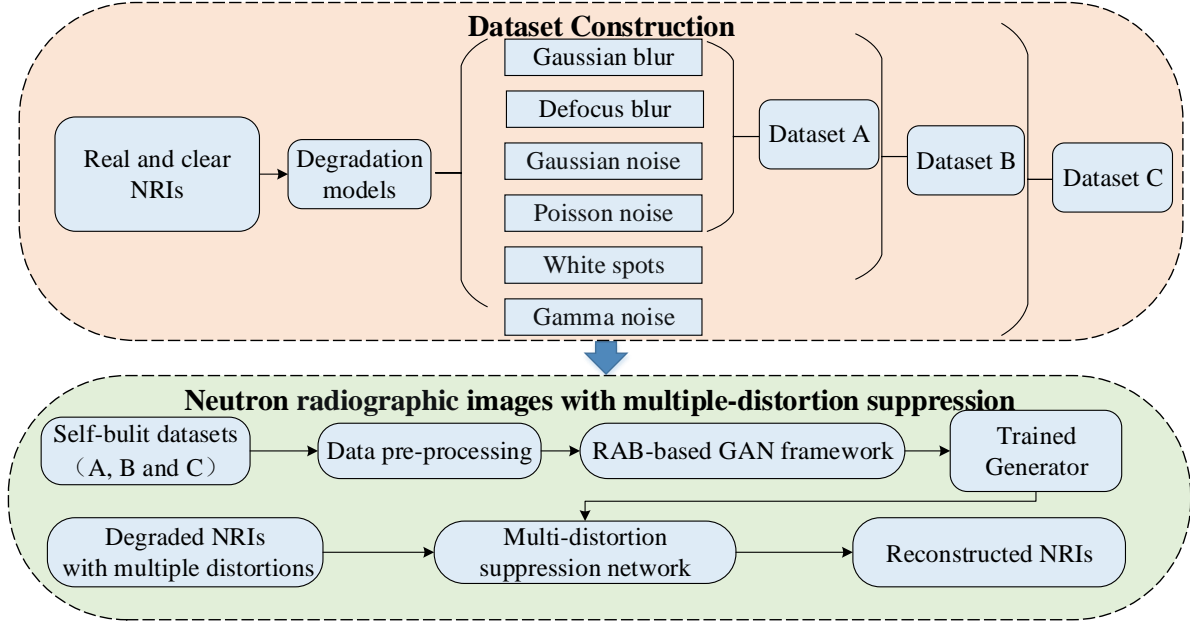 Dataset Construction
Real and clear
NRIs
Degradation
models
Gaussian blur
Defocus blur
Gaussian noise
Poisson noise
White spots
Gamma noise
Dataset A
Dataset B
Dataset C
Neutron radiographic images with multiple-distortion suppression
Self-bulit datasets
（A, B and C）
Data pre-processing
RAB-based GAN framework
Trained
Generator
Degraded NRIs
with multiple distortions
Multi-distortion
suppression network
Reconstructed NRIs